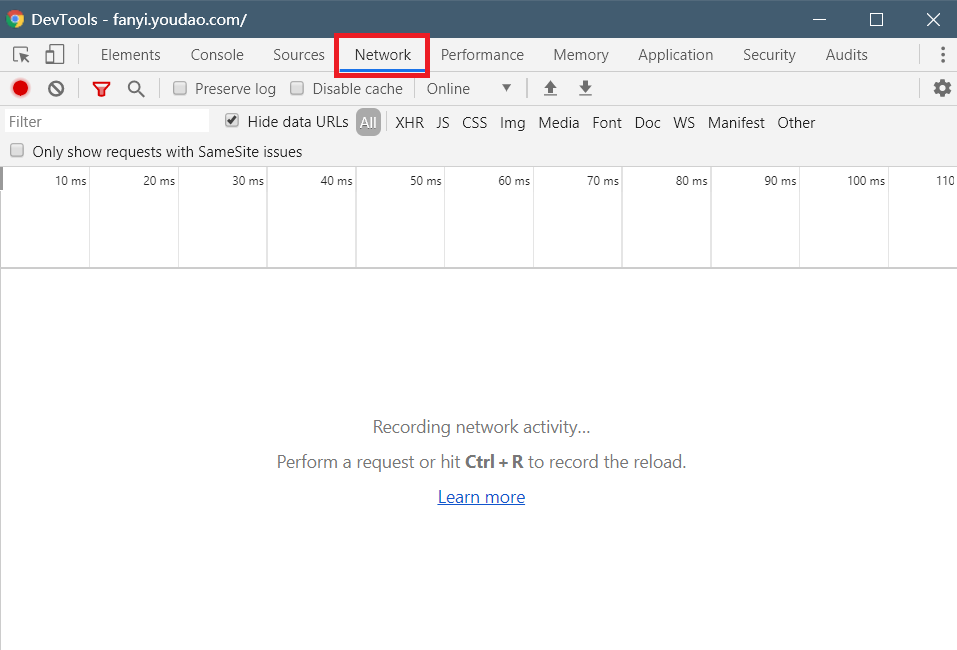 DevTools - fanyi.youdao.com/
Elements Console Sources Network Performance Memory Application Security Audits
Preserve log Disable cache Online
Filter Hide data URLs All XHR JS CSS Img Media Font Doc WS Manifest Other
Only show requests with SameSite issues
10 ms 20 ms 30 ms 40 ms 50 ms 60 ms 70 ms 80 ms 90 ms 100 ms 110
Recording network activity...
Perform a request or hit Ctrl + R to record the reload.
Learn more